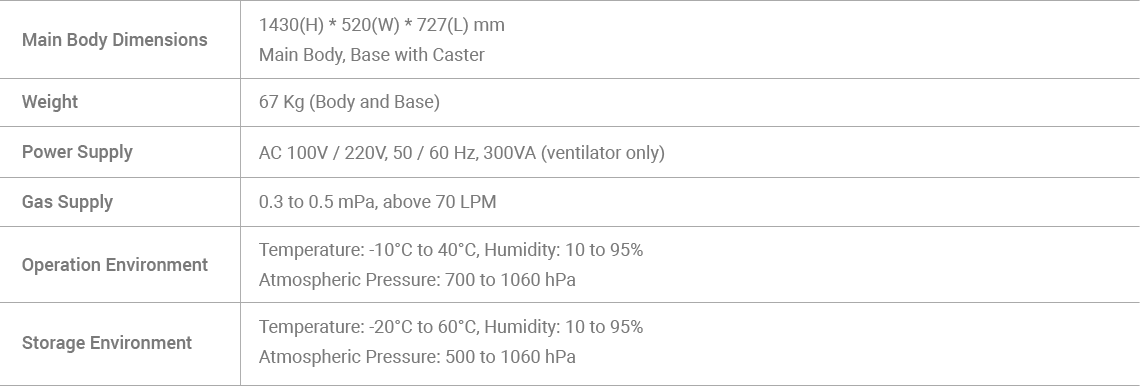 Main Body Dimensions
1430(H) * 520(W) * 727(L) mm
Main Body, Base with Caster
Weight
67 Kg (Body and Base)
Power Supply
AC 100V / 220V, 50 / 60 Hz, 300VA (ventilator only)
Gas Supply
0.3 to 0.5 mPa, above 70 LPM
Operation Environment
Temperature: -10°C to 40°C, Humidity: 10 to 95%
Atmospheric Pressure: 700 to 1060 hPa
Storage Environment
Temperature: -20°C to 60°C, Humidity: 10 to 95%
Atmospheric Pressure: 500 to 1060 hPa